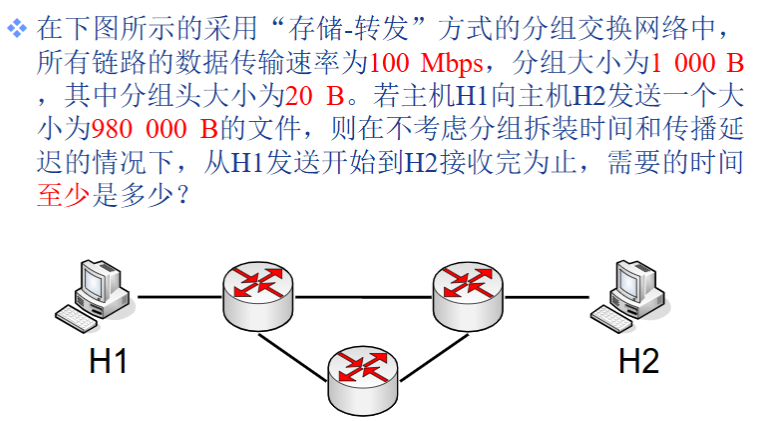 在下图所示的采用“存储-转发”方式的分组交换网络中，
所有链路的数据传输速率为100 Mbps，分组大小为1 000 B
，其中分组头大小为20 B。若主机H1向主机H2发送一个大
小为980 000 B的文件，则在不考虑分组拆装时间和传播延
迟的情况下，从H1发送开始到H2接收完为止，需要的时间
至少是多少？
H1 H2